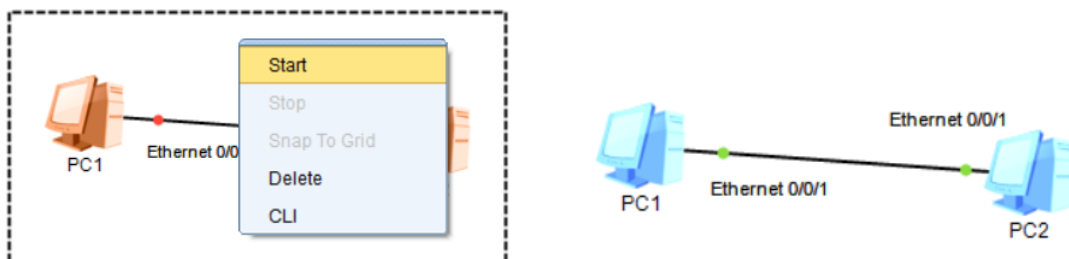 Start
Stop
Snap To Grid
Delete
CLI
PC1
Ethernet 0/0
Ethernet 0/0/1
PC1
Ethernet 0/0/1
PC2